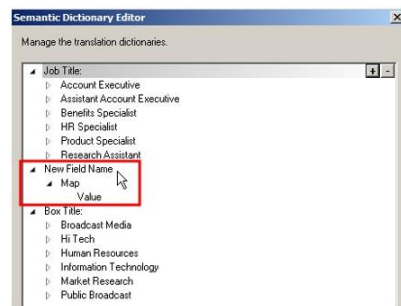 Semantic Dictionary Editor
Manage the translation dictionaries.
Job Title:
Account Executive
Assistant Account Executive
Benefits Specialist
HR Specialist
Product Specialist
Research Assistant
New Field Name
Map
Value
Box Title:
Broadcast Media
Hi Tech
Human Resources
Information Technology
Market Research
Public Broadcast